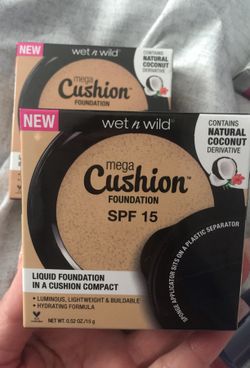 NEW
wet n wild
CONTAINS
NATURAL
COCONUT
DERIVATIVE
mega
Cushion™
FOUNDATION
NEW
wet n wild
CONTAINS
NATURAL
COCONUT
DERIVATIVE
mega
Cushion™
FOUNDATION
SPF 15
SPONGE APPLICATOR SITS ON A PLASTIC SEPARATOR
LIQUID FOUNDATION
IN A CUSHION COMPACT
• LUMINOUS, LIGHTWEIGHT & BUILDABLE
• HYDRATING FORMULA
NET WT. 0.52 OZ/15 g